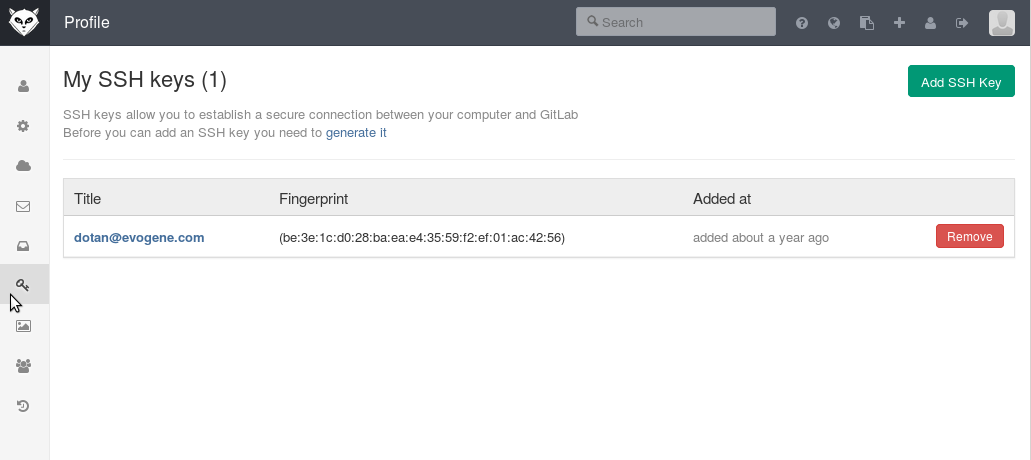 Profile
Search
My SSH keys (1)
Add SSH Key
SSH keys allow you to establish a secure connection between your computer and GitLab
Before you can add an SSH key you need to generate it
Title Fingerprint Added at
dotan@evogene.com (be:3e:1c:d0:28:ba:ea:e4:35:59:f2:ef:01:ac:42:56) added about a year ago Remove